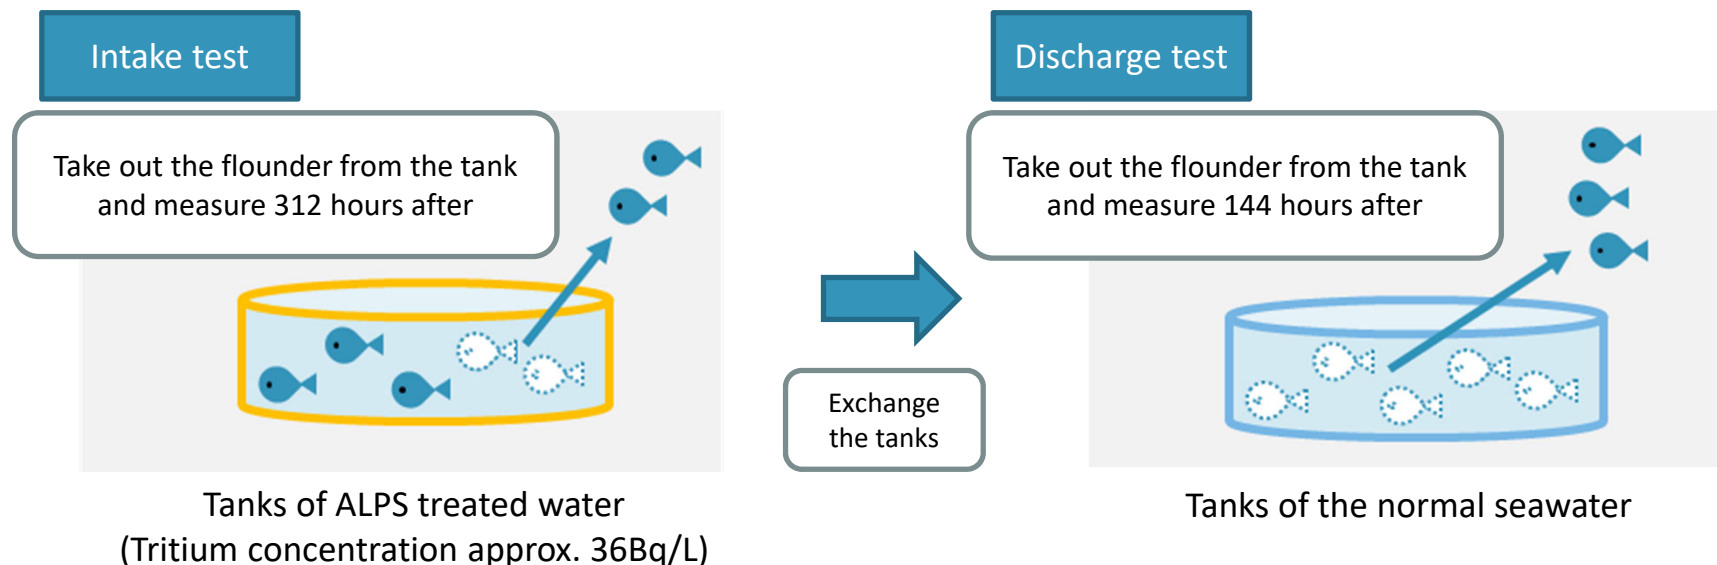 Intake test
Take out the flounder from the tank
and measure 312 hours after
Tanks of ALPS treated water
(Tritium concentration approx. 36Bq/L)
Exchange
the tanks
Discharge test
Take out the flounder from the tank
and measure 144 hours after
Tanks of the normal seawater